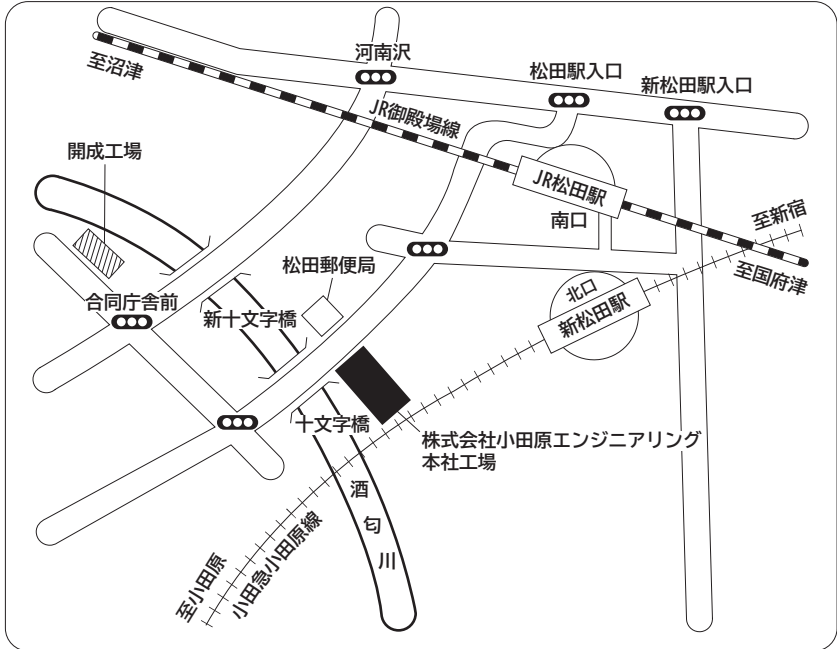 河南沢
松田駅入口
新松田駅入口
至沼津
JR御殿場線
開成工場
JR松田駅
南口
至新宿
至国府津
松田郵便局
北口
新松田駅
合同庁舎前
新十文字橋
十文字橋
株式会社小田原エンジニアリング
本社工場
酒匂川
小田急小田原線
至小田原